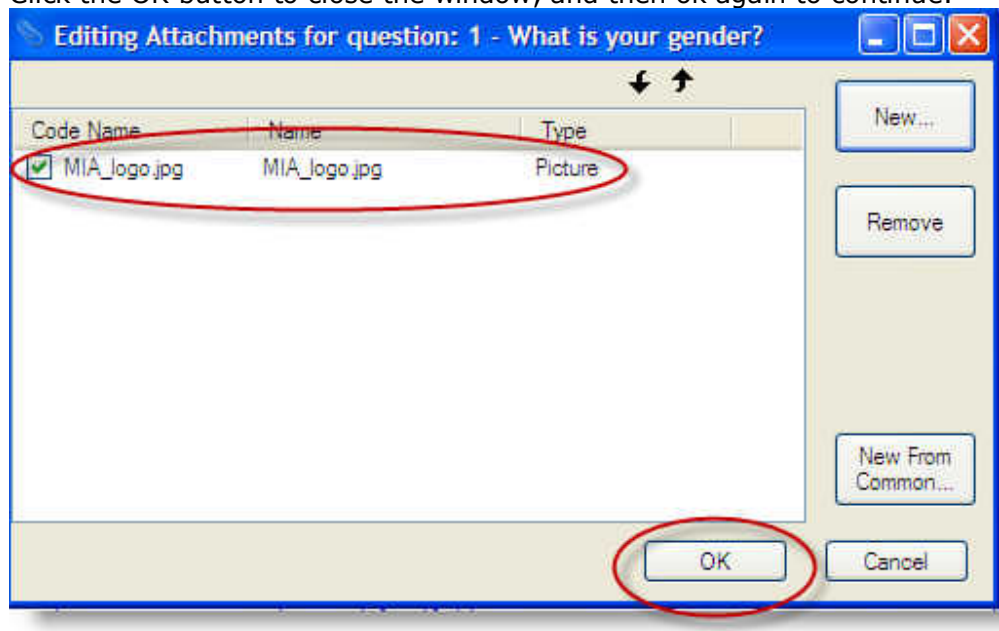 Click the OK button to close the window, and then ok again to continue.
Editing Attachments for question: 1 - What is your gender?
Code Name Name Type
MIA_logo.jpg MIA_logo.jpg Picture
New...
Remove
New From
Common...
OK Cancel